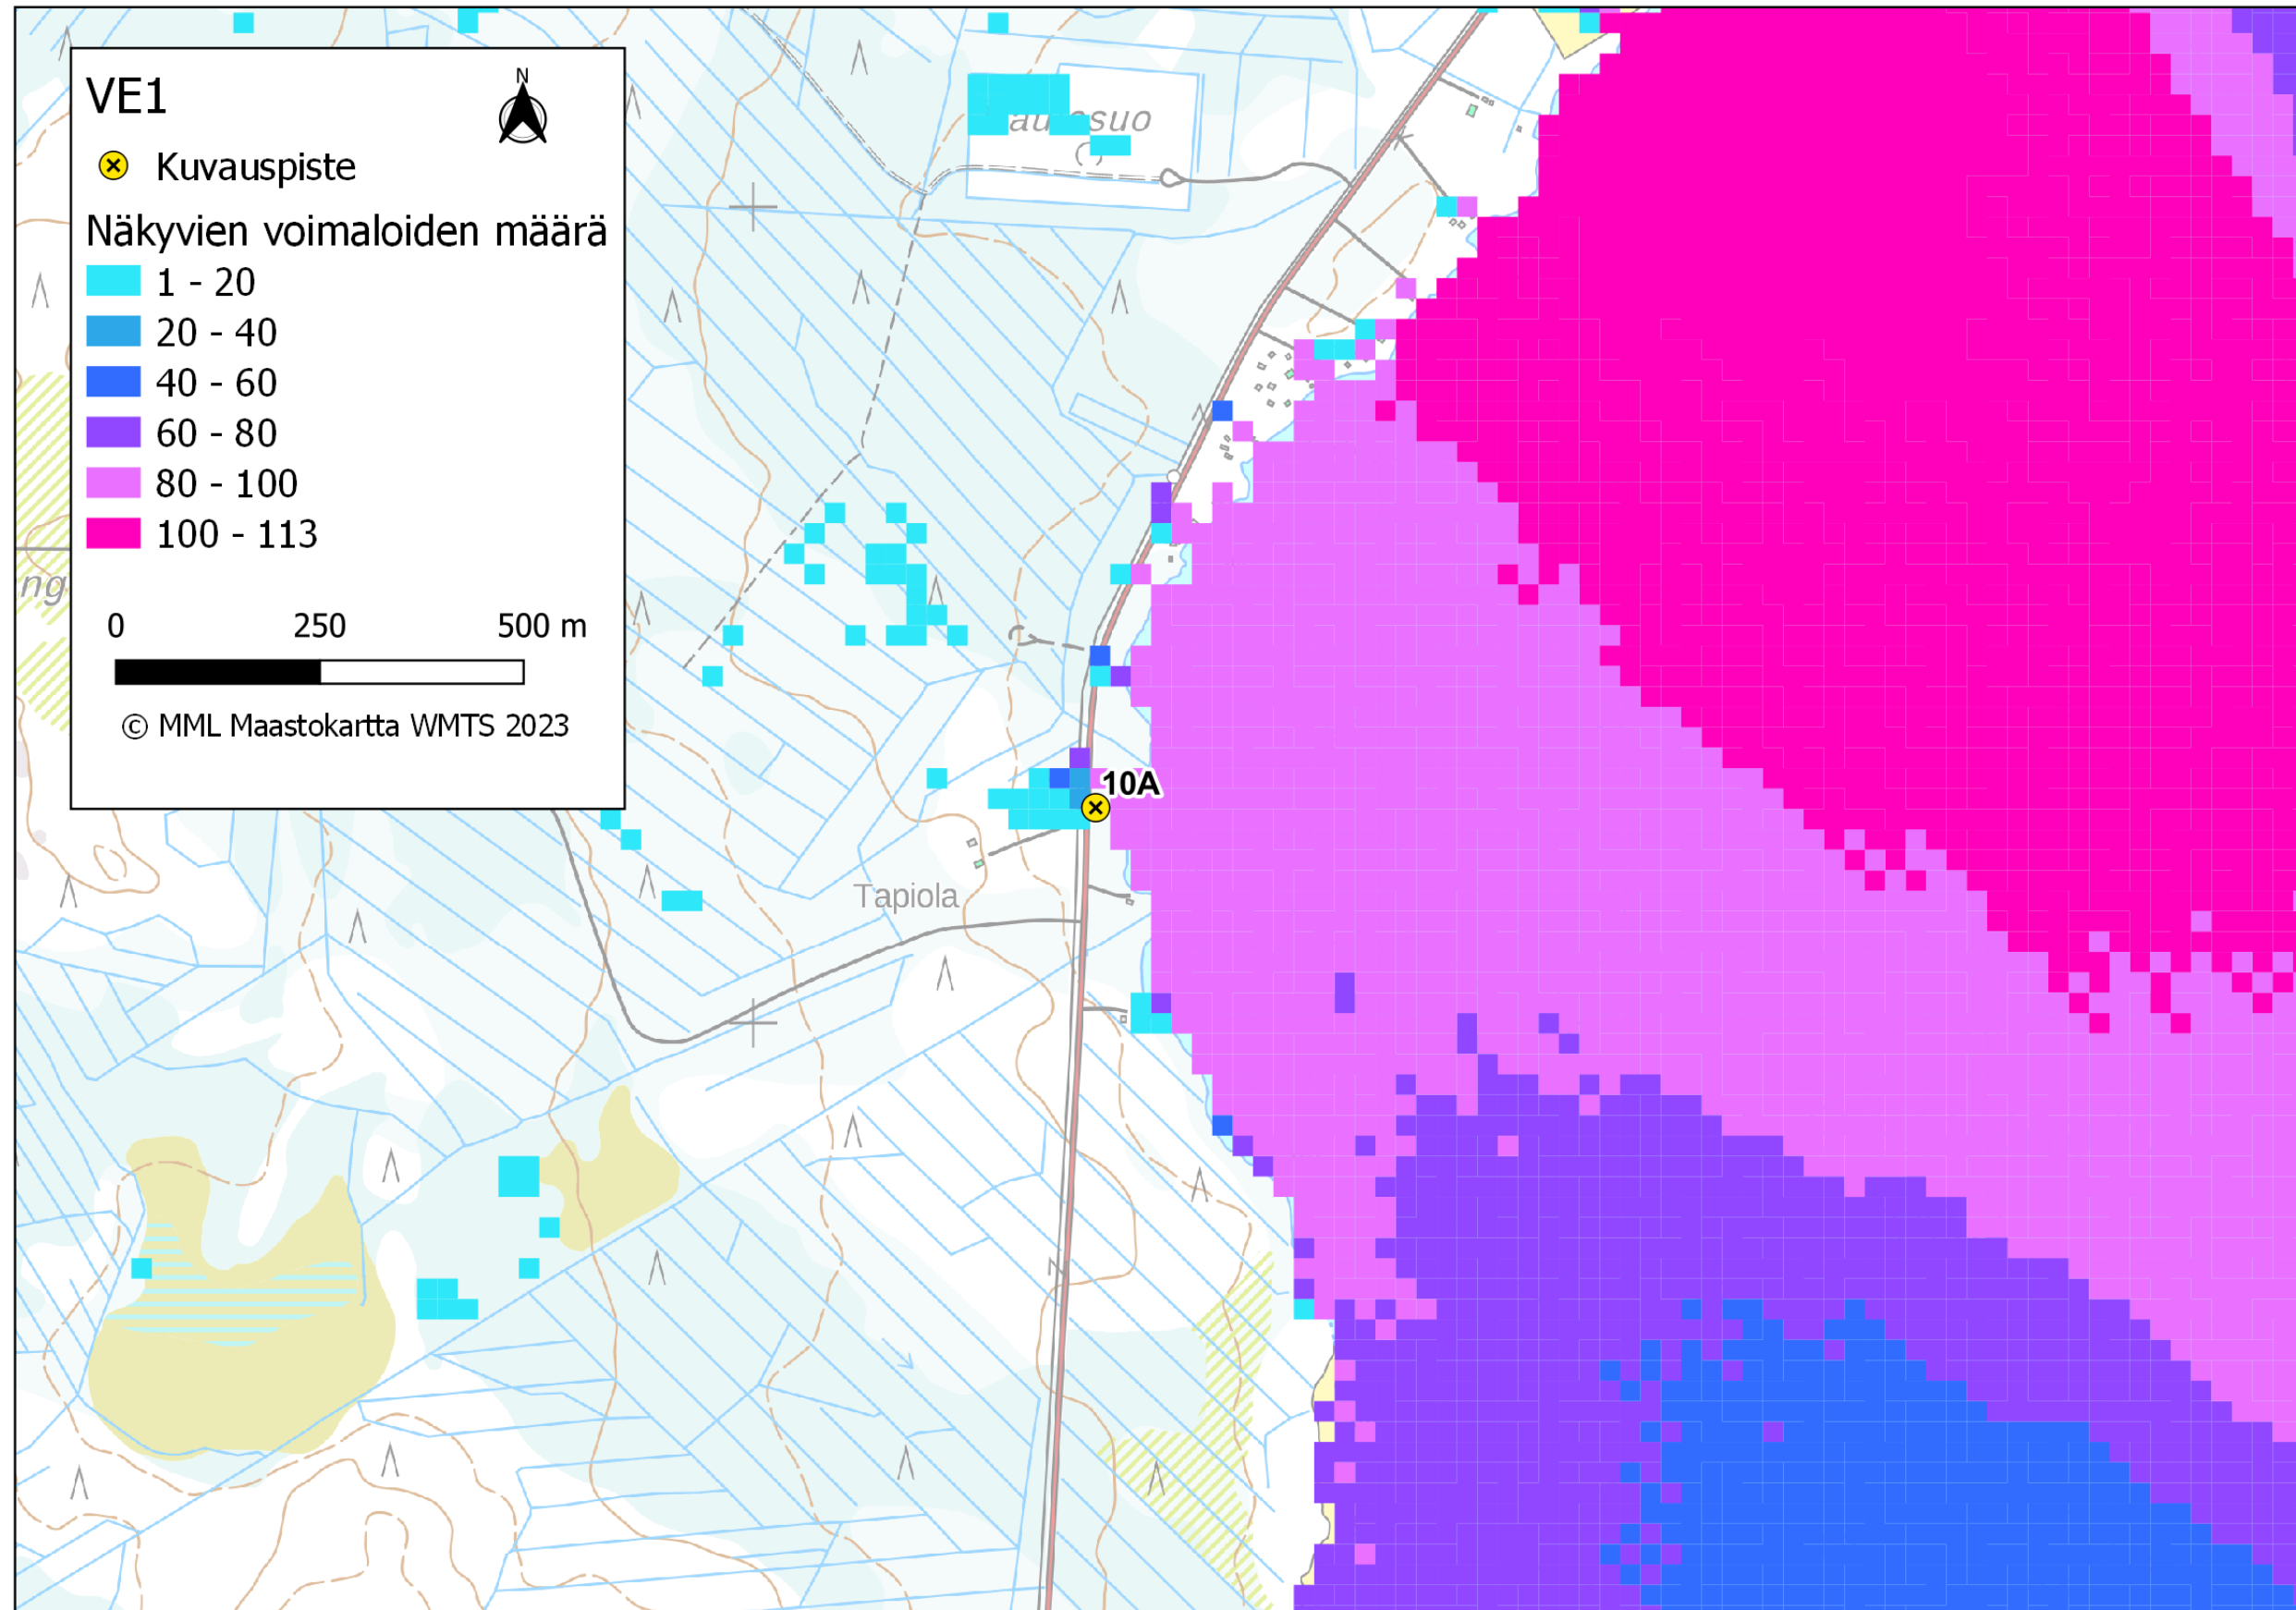 VE1
N
Kuvauspiste
Näkyvien voimaloiden määrä
1 - 20
20 - 40
40 - 60
60 - 80
80 - 100
100 - 113
0 250 500 m
© MML Maastokartta WMTS 2023
ng
10A
Tapiola